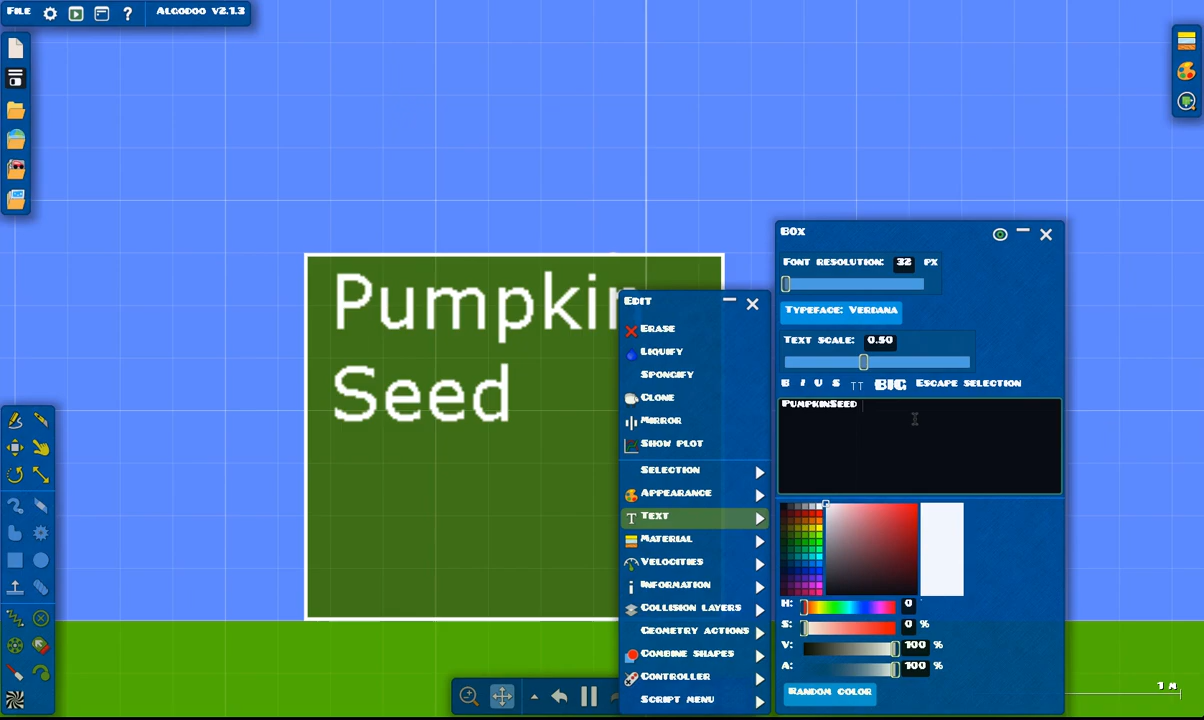 File ? Algodoo v2.1.3
Pumpkin
Seed
Edit
Erase
Liquify
Spongify
Clone
Mirror
Show plot
Selection
Appearance
Text
Material
Velocities
Information
Collision layers
Geometry actions
Combine shapes
Controller
Script menu
Box
Font resolution: 32 px
Typeface: Verdana
Text scale: 0.50
B I U S TT BIG Escape selection
PumpkinSeed
H: 0
S: 0 %
V: 100 %
A: 100 %
Random color
1 m